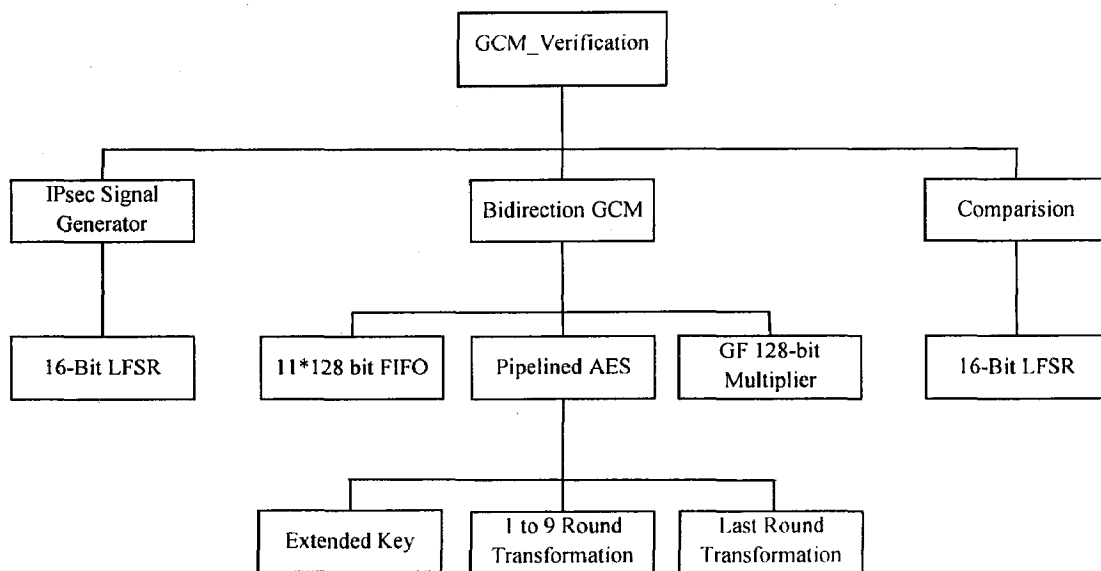 GCM_Verification
IPsec Signal
Generator
Bidirection GCM
Comparision
16-Bit LFSR
11*128 bit FIFO
Pipelined AES
GF 128-bit
Multiplier
16-Bit LFSR
Extended Key
1 to 9 Round
Transformation
Last Round
Transformation